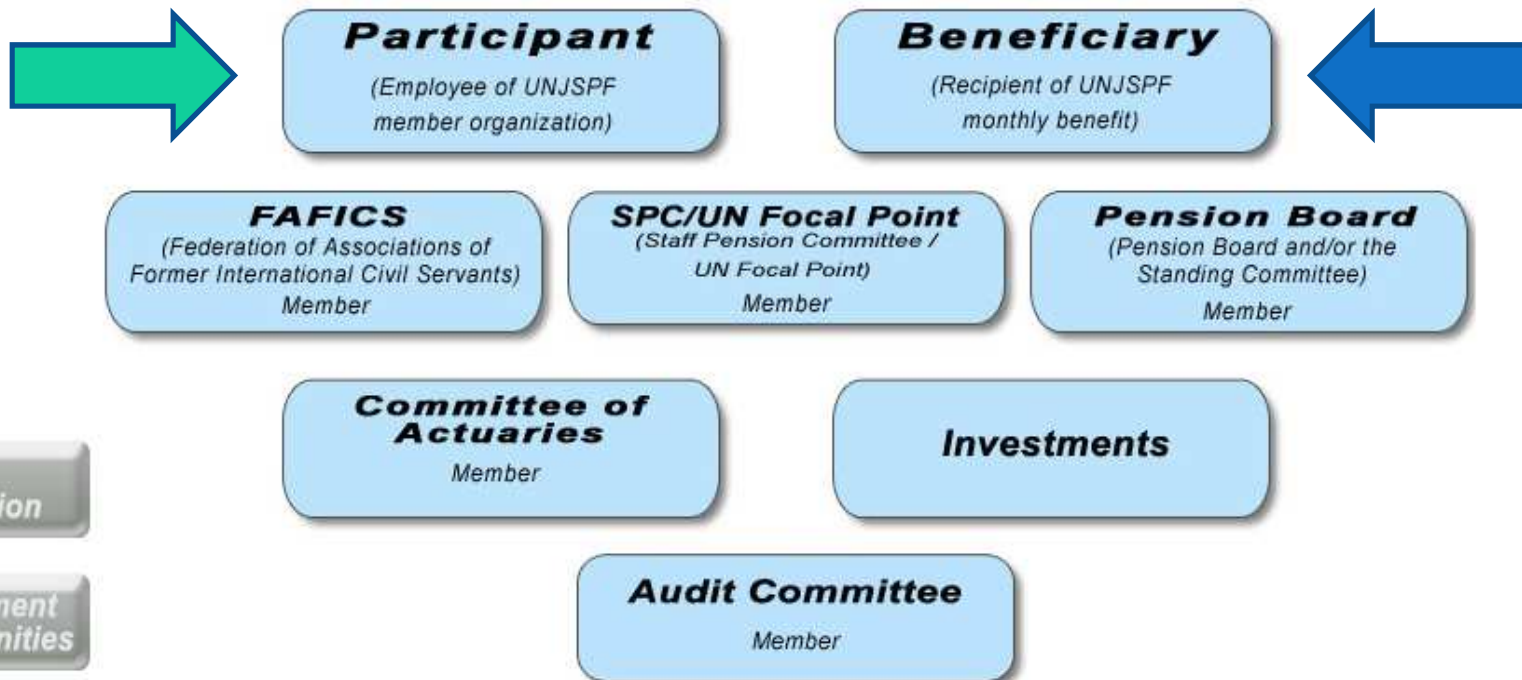 Participant
(Employee of UNJSPF
member organization)
Beneficiary
(Recipient of UNJSPF
monthly benefit)
FAFICS
(Federation of Associations of
Former International Civil Servants)
Member
SPC/UN Focal Point
(Staff Pension Committee /
UN Focal Point)
Member
Pension Board
(Pension Board and/or the
Standing Committee)
Member
Committee of
Actuaries
Member
Investments
Audit Committee
Member